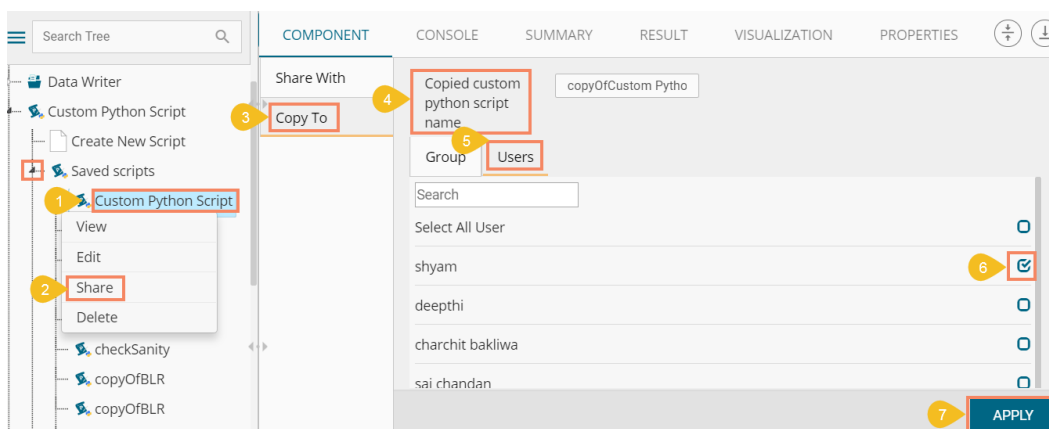 Search Tree
COMPONENT
CONSOLE
SUMMARY
RESULT
VISUALIZATION
PROPERTIES
Data Writer
Custom Python Script
Create New Script
Saved scripts
1
Custom Python Script
View
Edit
2
Share
Delete
checkSanity
copyOfBLR
copyOfBLR
Share With
3
Copy To
4
Copied custom
python script
name
copyOfCustom Pytho
5
Group
Users
Search
Select All User
shyam
6
deepthi
charchit bakliwa
sai chandan
7
APPLY